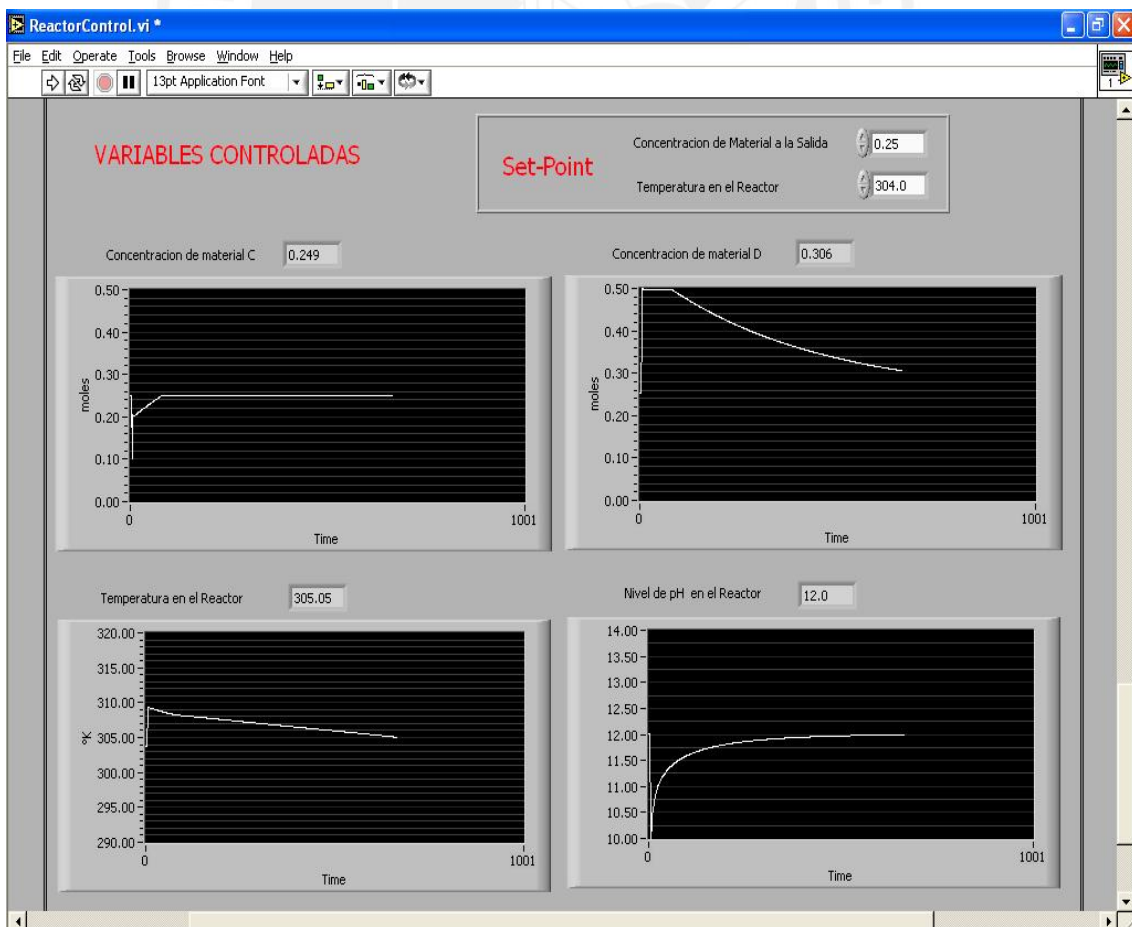 ReactorControl.vi *
File Edit Operate Tools Browse Window Help
13pt Application Font
1
VARIABLES CONTROLADAS
Set-Point
Concentracion de Material a la Salida 0.25
Temperatura en el Reactor 304.0
Concentracion de material C 0.249
0.50
0.40
0.30
0.20
0.10
0.00
moles
0 1001
Time
Concentracion de material D 0.306
0.50
0.40
0.30
0.20
0.10
0.00
moles
0 1001
Time
Temperatura en el Reactor 305.05
320.00
315.00
310.00
305.00
300.00
295.00
290.00
°K
0 1001
Time
Nivel de pH en el Reactor 12.0
14.00
13.50
13.00
12.50
12.00
11.50
11.00
10.50
10.00
0 1001
Time